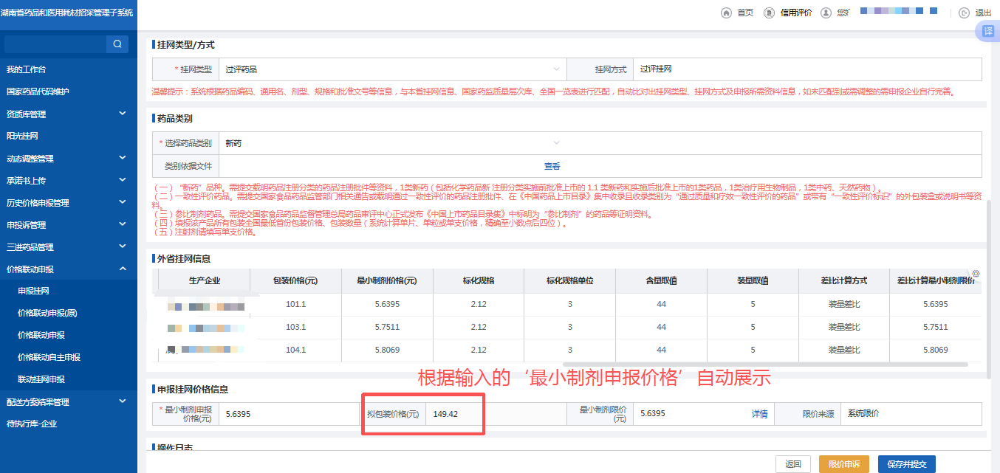 湖南省药品和医用耗材招采管理子系统
首页
信用评价
您好
退出
译
我的工作台
国家药品代码维护
资质库管理
阳光挂网
动态调整管理
承诺书上传
历史价格申报管理
申投诉管理
三进药品管理
价格联动申报
申报挂网
价格联动申报(原)
价格联动申报
价格联动自主申报
联动挂网申报
配送方案结果管理
待执行库-企业
挂网类型/方式
* 挂网类型 过评药品 挂网方式 过评挂网
温馨提示：系统根据药品编码、通用名、剂型、规格和批准文号等信息，与本省挂网信息、国家药监质量层次库、全国一览表进行匹配，自动比对出挂网类型、挂网方式及申报所需资料信息，如未匹配到或需调整的需申报企业自行完善。
药品类别
* 选择药品类别 新药
类别依据文件 查看
（一）“新药”品种。需提交载明药品注册分类的药品注册批件等资料，1类新药（包括化学药品新 注册分类实施前批准上市的 1.1 类新药和实施后批准上市的1类药品，1类治疗用生物制品，1类中药、天然药物）。
（二）一致性评价药品。需提交国家食品药品监管部门相关通告或载明通过一致性评价的药品注册批件、在《中国药品上市目录》集中收录且收录类别为“通过质量和疗效一致性评价的药品”或带有“一致性评价标识”的外包装盒或说明书等资
料。
（三）参比制剂药品。需提交国家食品药品监督管理总局药品审评中心正式发布《中国上市药品目录集》中标明为“参比制剂”的药品等证明资料。
（四）填报该产品所有包装全国最低省份包装价格、包装数量（系统计算单片、单粒或单支价格，精确至小数点后四位）。
（五）注射剂请填写单支价格。
外省挂网信息
生产企业 包装价格(元) 最小制剂价格(元) 标化规格 标化规格单位 含量取值 装量取值 差比计算方式 差比计算最小制剂限价
101.1 5.6395 2.12 3 44 5 装量差比 5.6395
103.1 5.7511 2.12 3 44 5 装量差比 5.7511
104.1 5.8069 2.12 3 44 5 装量差比 5.8069
根据输入的‘最小制剂申报价格’自动展示
申报挂网价格信息
* 最小制剂申报价格(元) 5.6395 拟包装价格(元) 149.42 最小制剂限价(元) 5.6395 详情 限价来源 系统限价
操作日志
返回
限价申诉
保存并提交